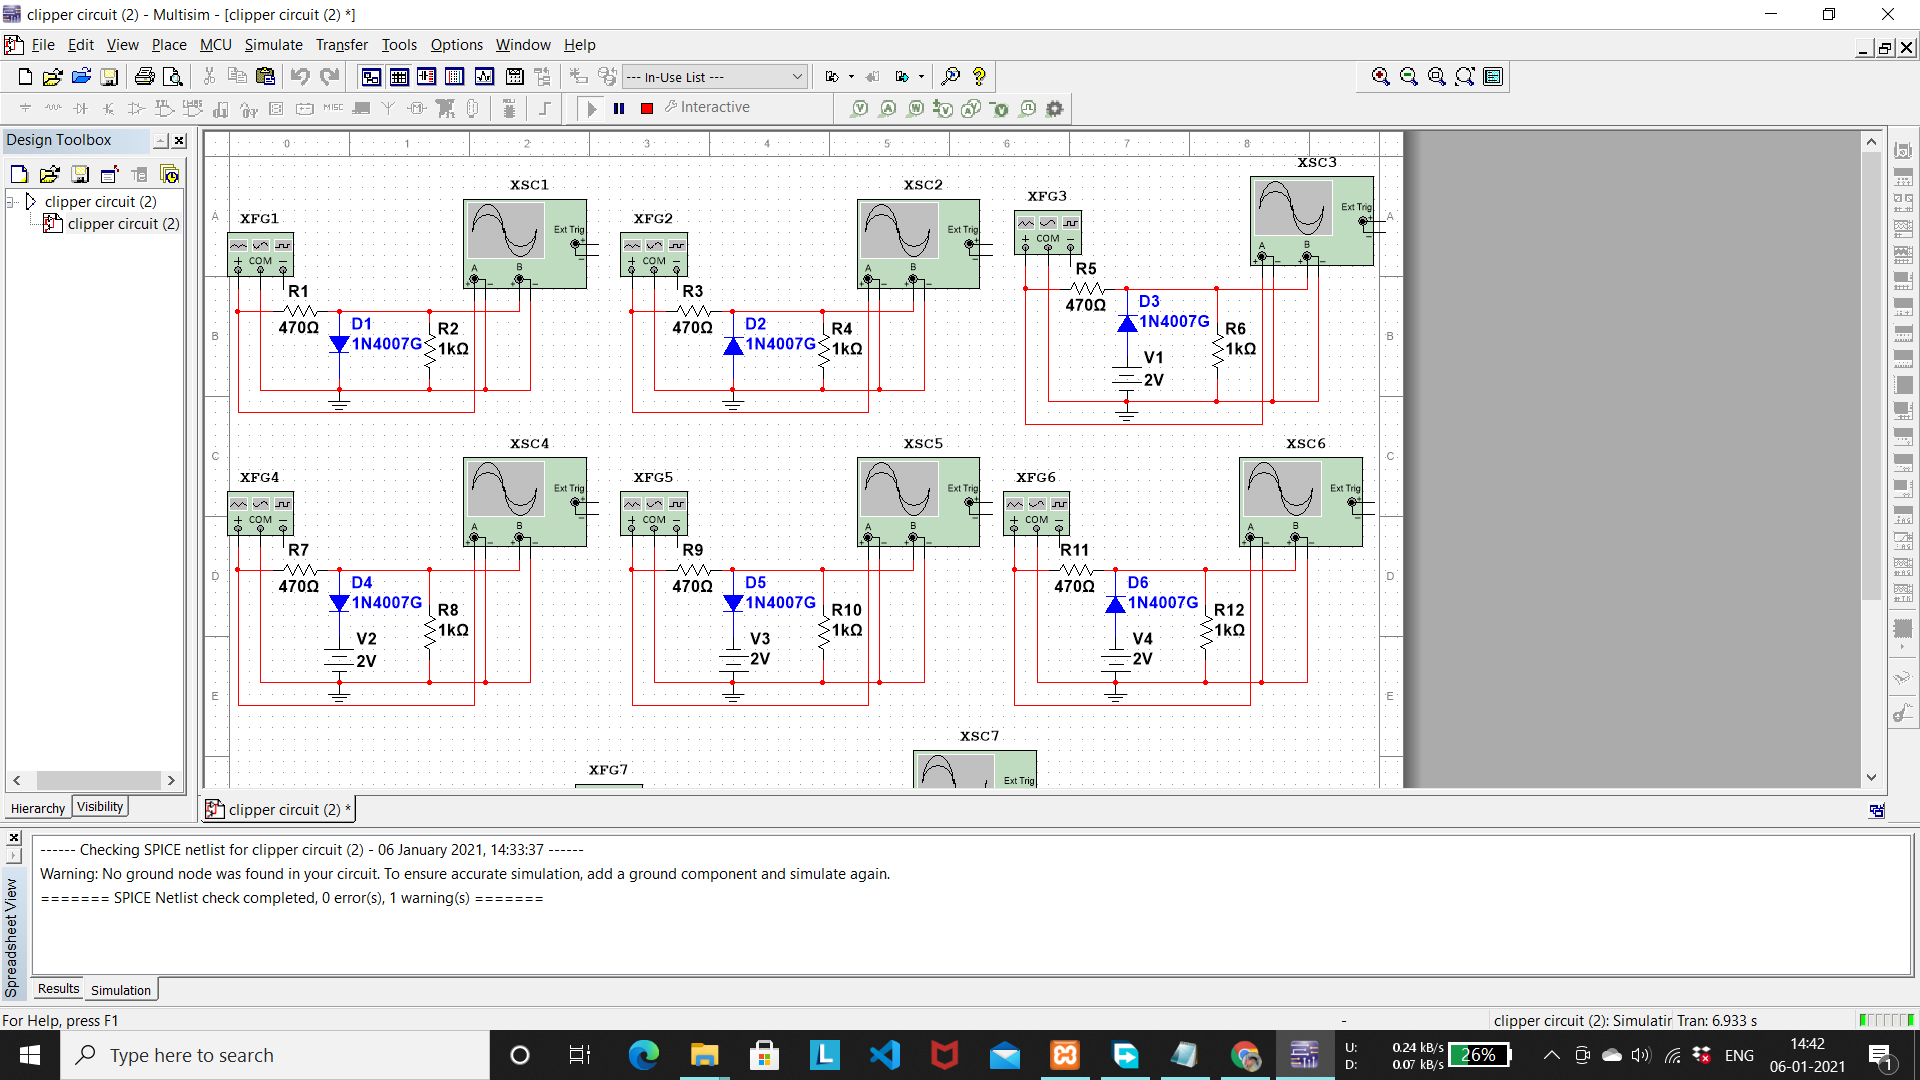 clipper circuit (2) - Multisim - [clipper circuit (2) *]
File Edit View Place MCU Simulate Transfer Tools Options Window Help
--- In-Use List ---
MISC
Interactive
Design Toolbox
clipper circuit (2)
clipper circuit (2)
0 1 2 3 4 5 6 7 8
A
B
C
D
E
A
B
C
D
E
XFG1
COM
XSC1
Ext Trig
A B
R1
470Ω
D1
1N4007G
R2
1kΩ
XFG2
COM
XSC2
Ext Trig
A B
R3
470Ω
D2
1N4007G
R4
1kΩ
XFG3
COM
XSC3
Ext Trig
A B
R5
470Ω
D3
1N4007G
V1
2V
R6
1kΩ
XFG4
COM
XSC4
Ext Trig
A B
R7
470Ω
D4
1N4007G
V2
2V
R8
1kΩ
XFG5
COM
XSC5
Ext Trig
A B
R9
470Ω
D5
1N4007G
V3
2V
R10
1kΩ
XFG6
COM
XSC6
Ext Trig
A B
R11
470Ω
D6
1N4007G
V4
2V
R12
1kΩ
XFG7
XSC7
Ext Trig
Hierarchy Visibility
clipper circuit (2) *
Spreadsheet View
------ Checking SPICE netlist for clipper circuit (2) - 06 January 2021, 14:33:37 ------
Warning: No ground node was found in your circuit. To ensure accurate simulation, add a ground component and simulate again.
======= SPICE Netlist check completed, 0 error(s), 1 warning(s) =======
Results Simulation
For Help, press F1
-
clipper circuit (2): Simulatir Tran: 6.933 s
Type here to search
U: 0.24 kB/s
D: 0.07 kB/s
26%
ENG
14:42
06-01-2021
1